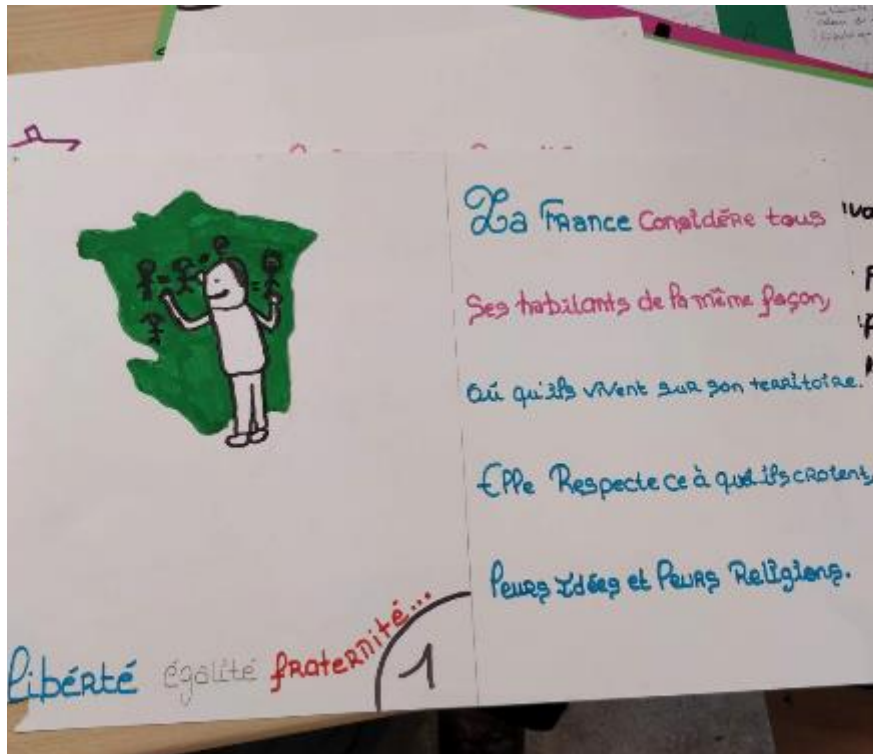 libérté égalité fraternité...
1
La France Considère tous
Ses habitants de la même façon,
Où qu'ils vivent sur son territoire.
Elle Respecte ce à quoi ils croient,
leurs Idées et leurs Religions.